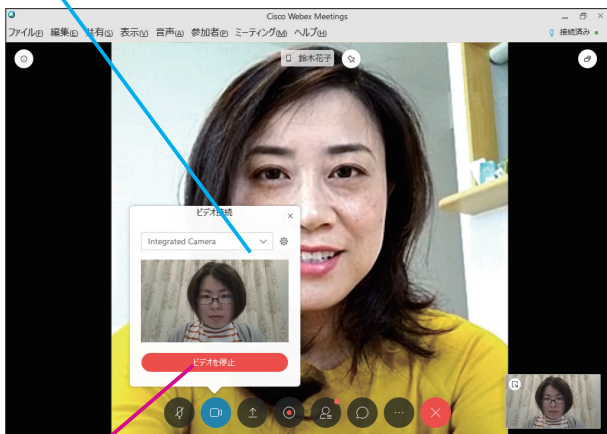 Cisco Webex Meetings
ファイル(F) 編集(E) 共有(S) 表示(V) 音声(A) 参加者(P) ミーティング(M) ヘルプ(H)
接続済み
鈴木花子
ビデオ接続
Integrated Camera
ビデオを停止